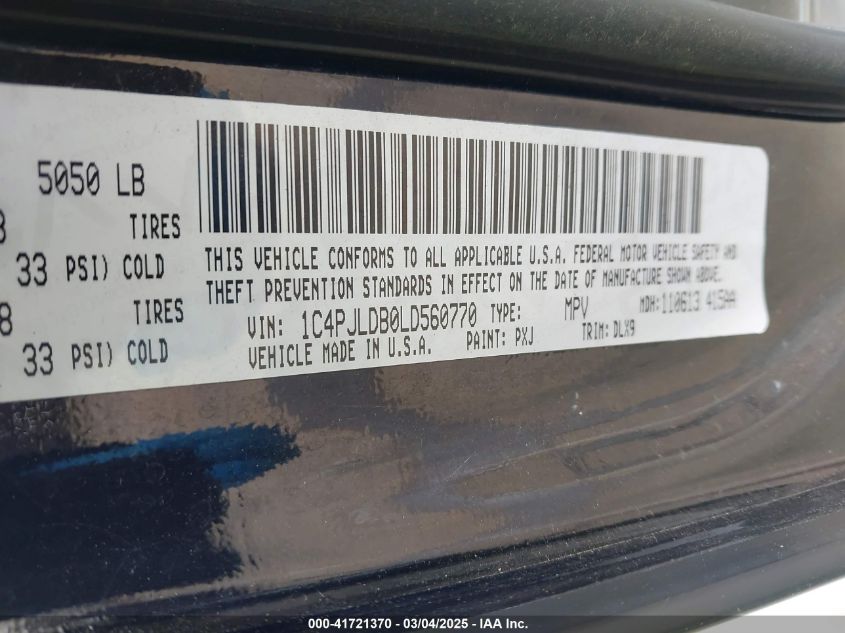 5050 LB
TIRES
33 PSI) COLD
TIRES
33 PSI) COLD
THIS VEHICLE CONFORMS TO ALL APPLICABLE U.S.A. FEDERAL MOTOR VEHICLE SAFETY AND
THEFT PREVENTION STANDARDS IN EFFECT ON THE DATE OF MANUFACTURE SHOWN ABOVE.
VIN: 1C4PJLDB0LD560770 TYPE: MPV MDH:110613 415AA
VEHICLE MADE IN U.S.A. PAINT: PXJ TRIM: DLX9
000-41721370 - 03/04/2025 - IAA Inc.